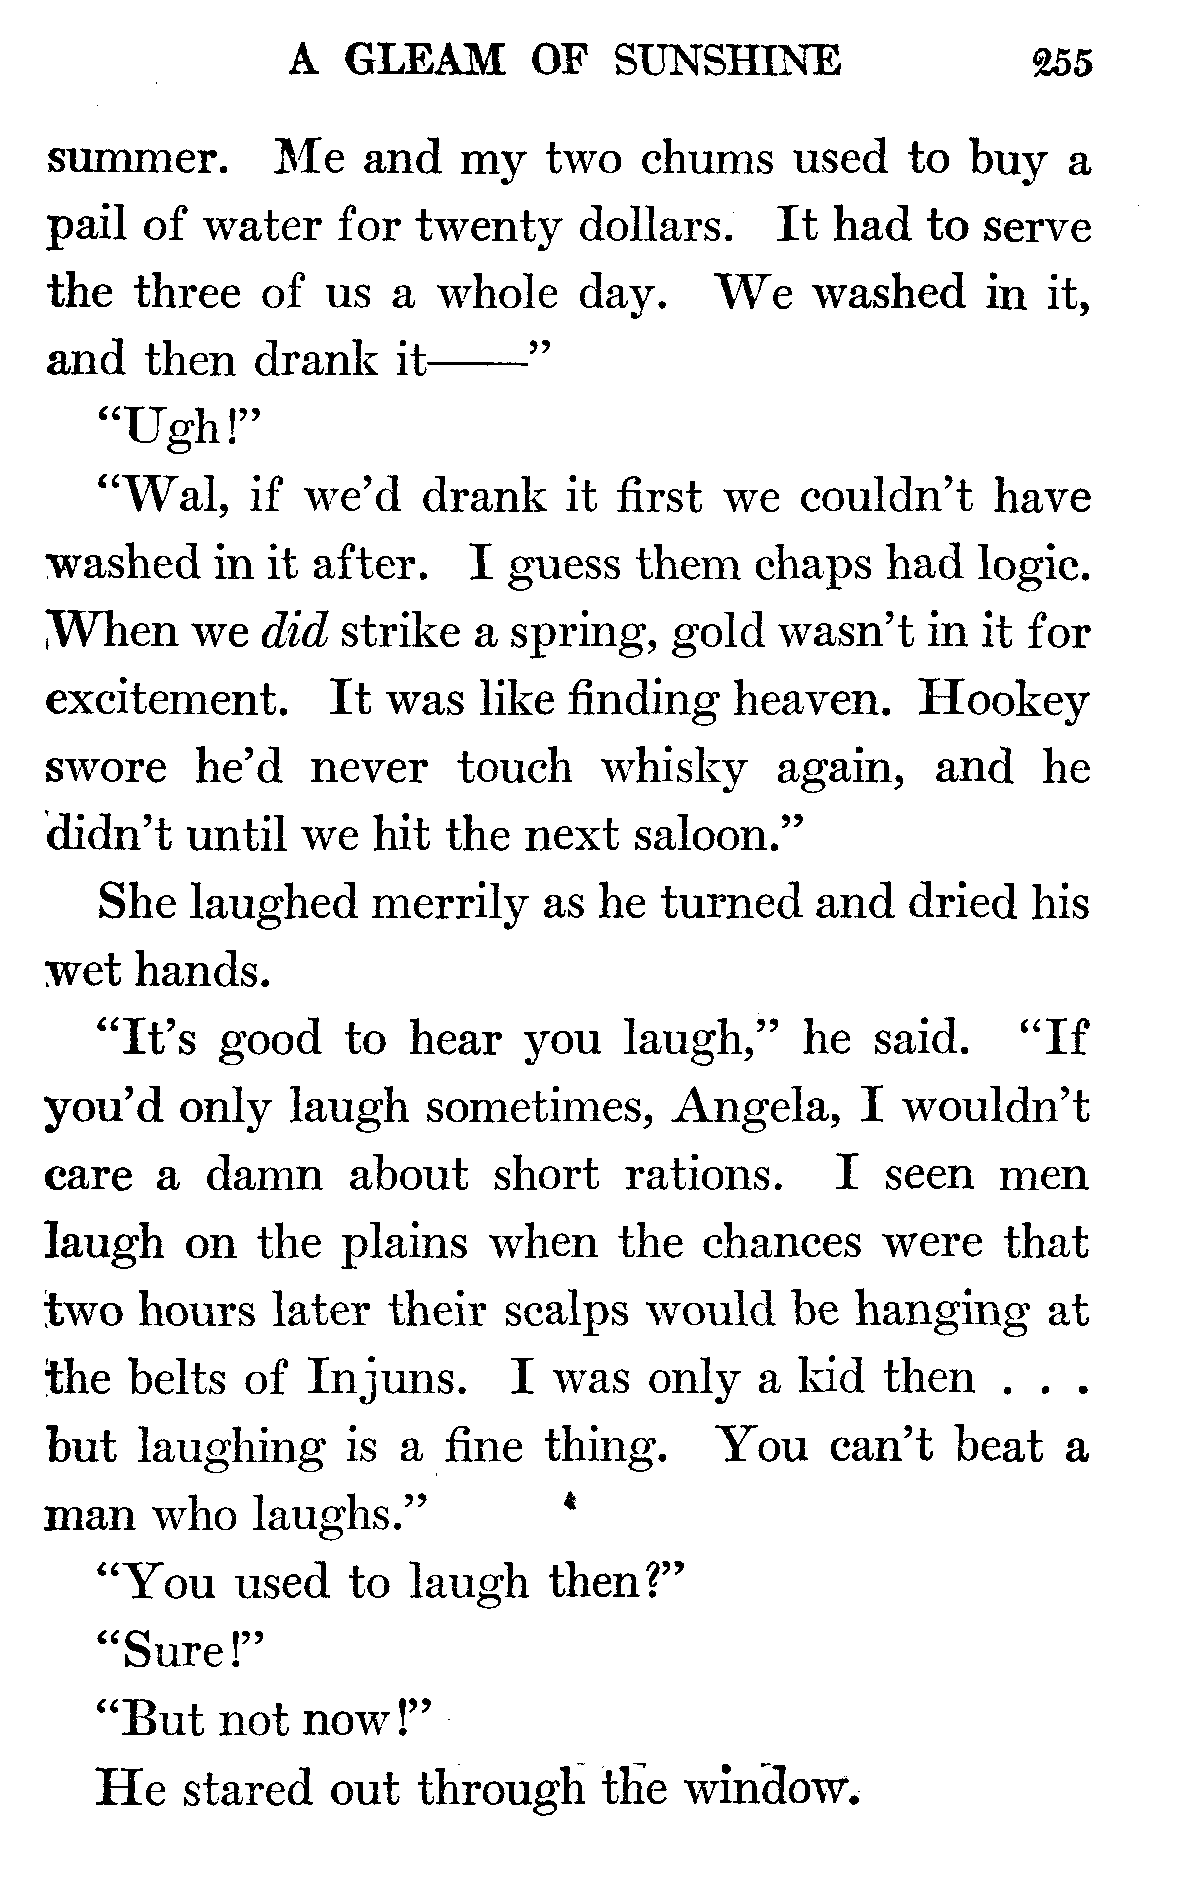 A GLEAM OF SUNSHINE 255
summer. Me and my two chums used to buy a
pail of water for twenty dollars. It had to serve
the three of us a whole day. We washed in it,
and then drank it——”
“Ugh!”
“Wal, if we’d drank it first we couldn’t have
washed in it after. I guess them chaps had logic.
When we did strike a spring, gold wasn’t in it for
excitement. It was like finding heaven. Hookey
swore he’d never touch whisky again, and he
didn’t until we hit the next saloon.”
She laughed merrily as he turned and dried his
wet hands.
“It’s good to hear you laugh,” he said. “If
you’d only laugh sometimes, Angela, I wouldn’t
care a damn about short rations. I seen men
laugh on the plains when the chances were that
two hours later their scalps would be hanging at
the belts of Injuns. I was only a kid then . . .
but laughing is a fine thing. You can’t beat a
man who laughs.”
“You used to laugh then?”
“Sure!”
“But not now!”
He stared out through the window.